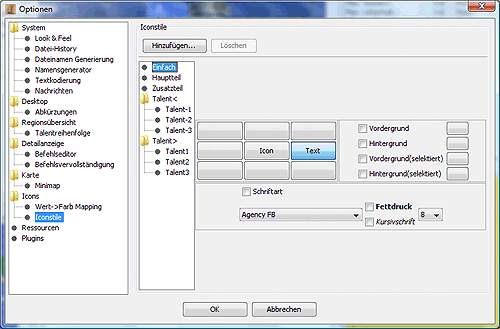 Optionen
System
Look & Feel
Datei-History
Dateinamen Generierung
Namensgenerator
Textkodierung
Nachrichten
Desktop
Abkürzungen
Regionsübersicht
Talentreihenfolge
Detailanzeige
Befehlseditor
Befehlsvervollständigung
Karte
Minimap
Icons
Wert->Farb Mapping
Iconstile
Ressourcen
Plugins
Iconstile
Hinzufügen... Löschen
Einfach
Hauptteil
Zusatzteil
Talent<
Talent-1
Talent-2
Talent-3
Talent>
Talent1
Talent2
Talent3
Icon Text
Vordergrund
Hintergrund
Vordergrund(selektiert)
Hintergrund(selektiert)
Schriftart
Agency FB Fettdruck 8
Kursivschrift
OK Abbrechen